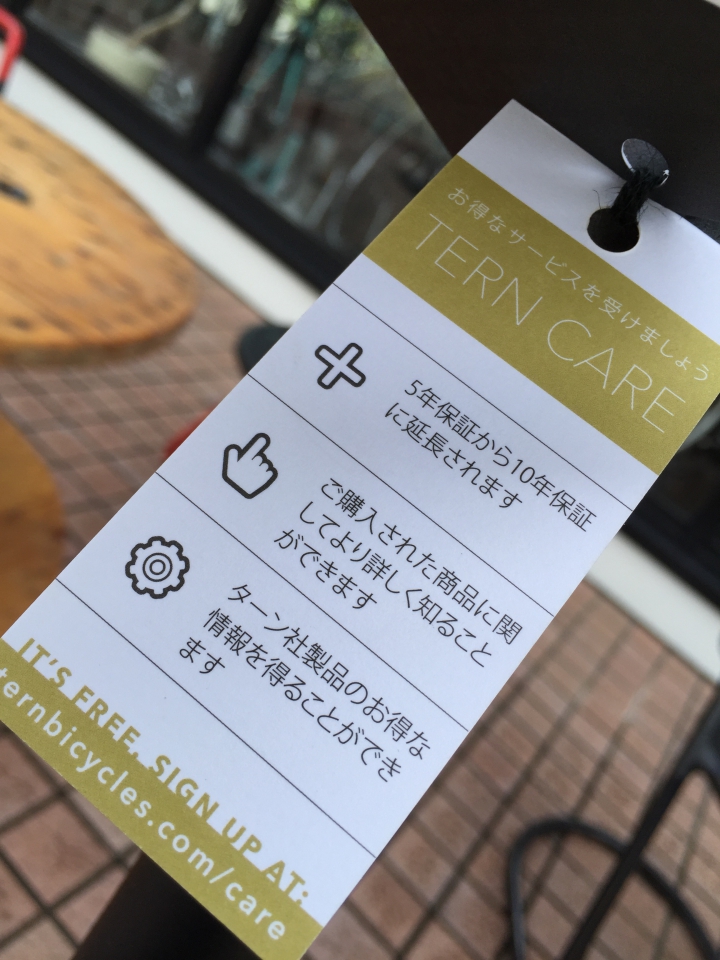 お得なサービスを受けましょう
TERN CARE
5年保証から10年保証
に延長されます
ご購入された商品に関
してより詳しく知ること
ができます
ターン社製品のお得な
情報を得ることができ
ます
IT'S FREE, SIGN UP AT:
ternbicycles.com/care